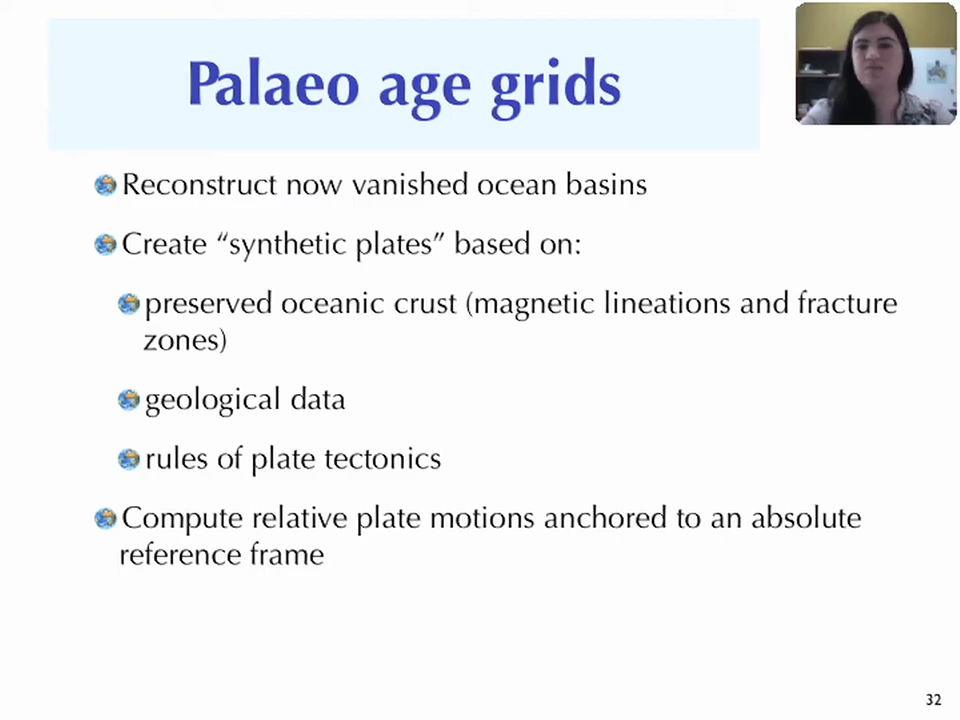 Palaeo age grids
Reconstruct now vanished ocean basins
Create “synthetic plates” based on:
preserved oceanic crust (magnetic lineations and fracture
zones)
geological data
rules of plate tectonics
Compute relative plate motions anchored to an absolute
reference frame
32